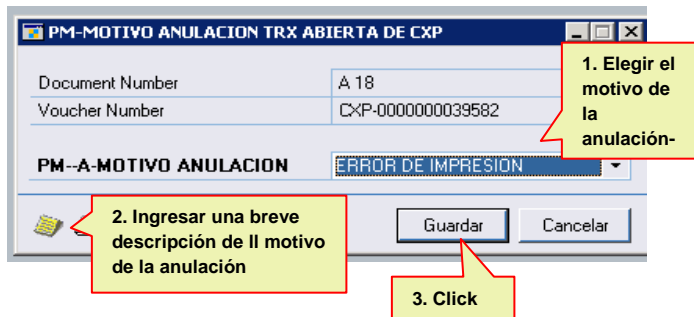 PM-MOTIVO ANULACION TRX ABIERTA DE CXP
Document Number
A 18
Voucher Number
CXP-0000000039582
PM--A-MOTIVO ANULACION
ERROR DE IMPRESION
1. Elegir el
motivo de
la
anulación-
2. Ingresar una breve
descripción de ll motivo
de la anulación
Guardar
Cancelar
3. Click